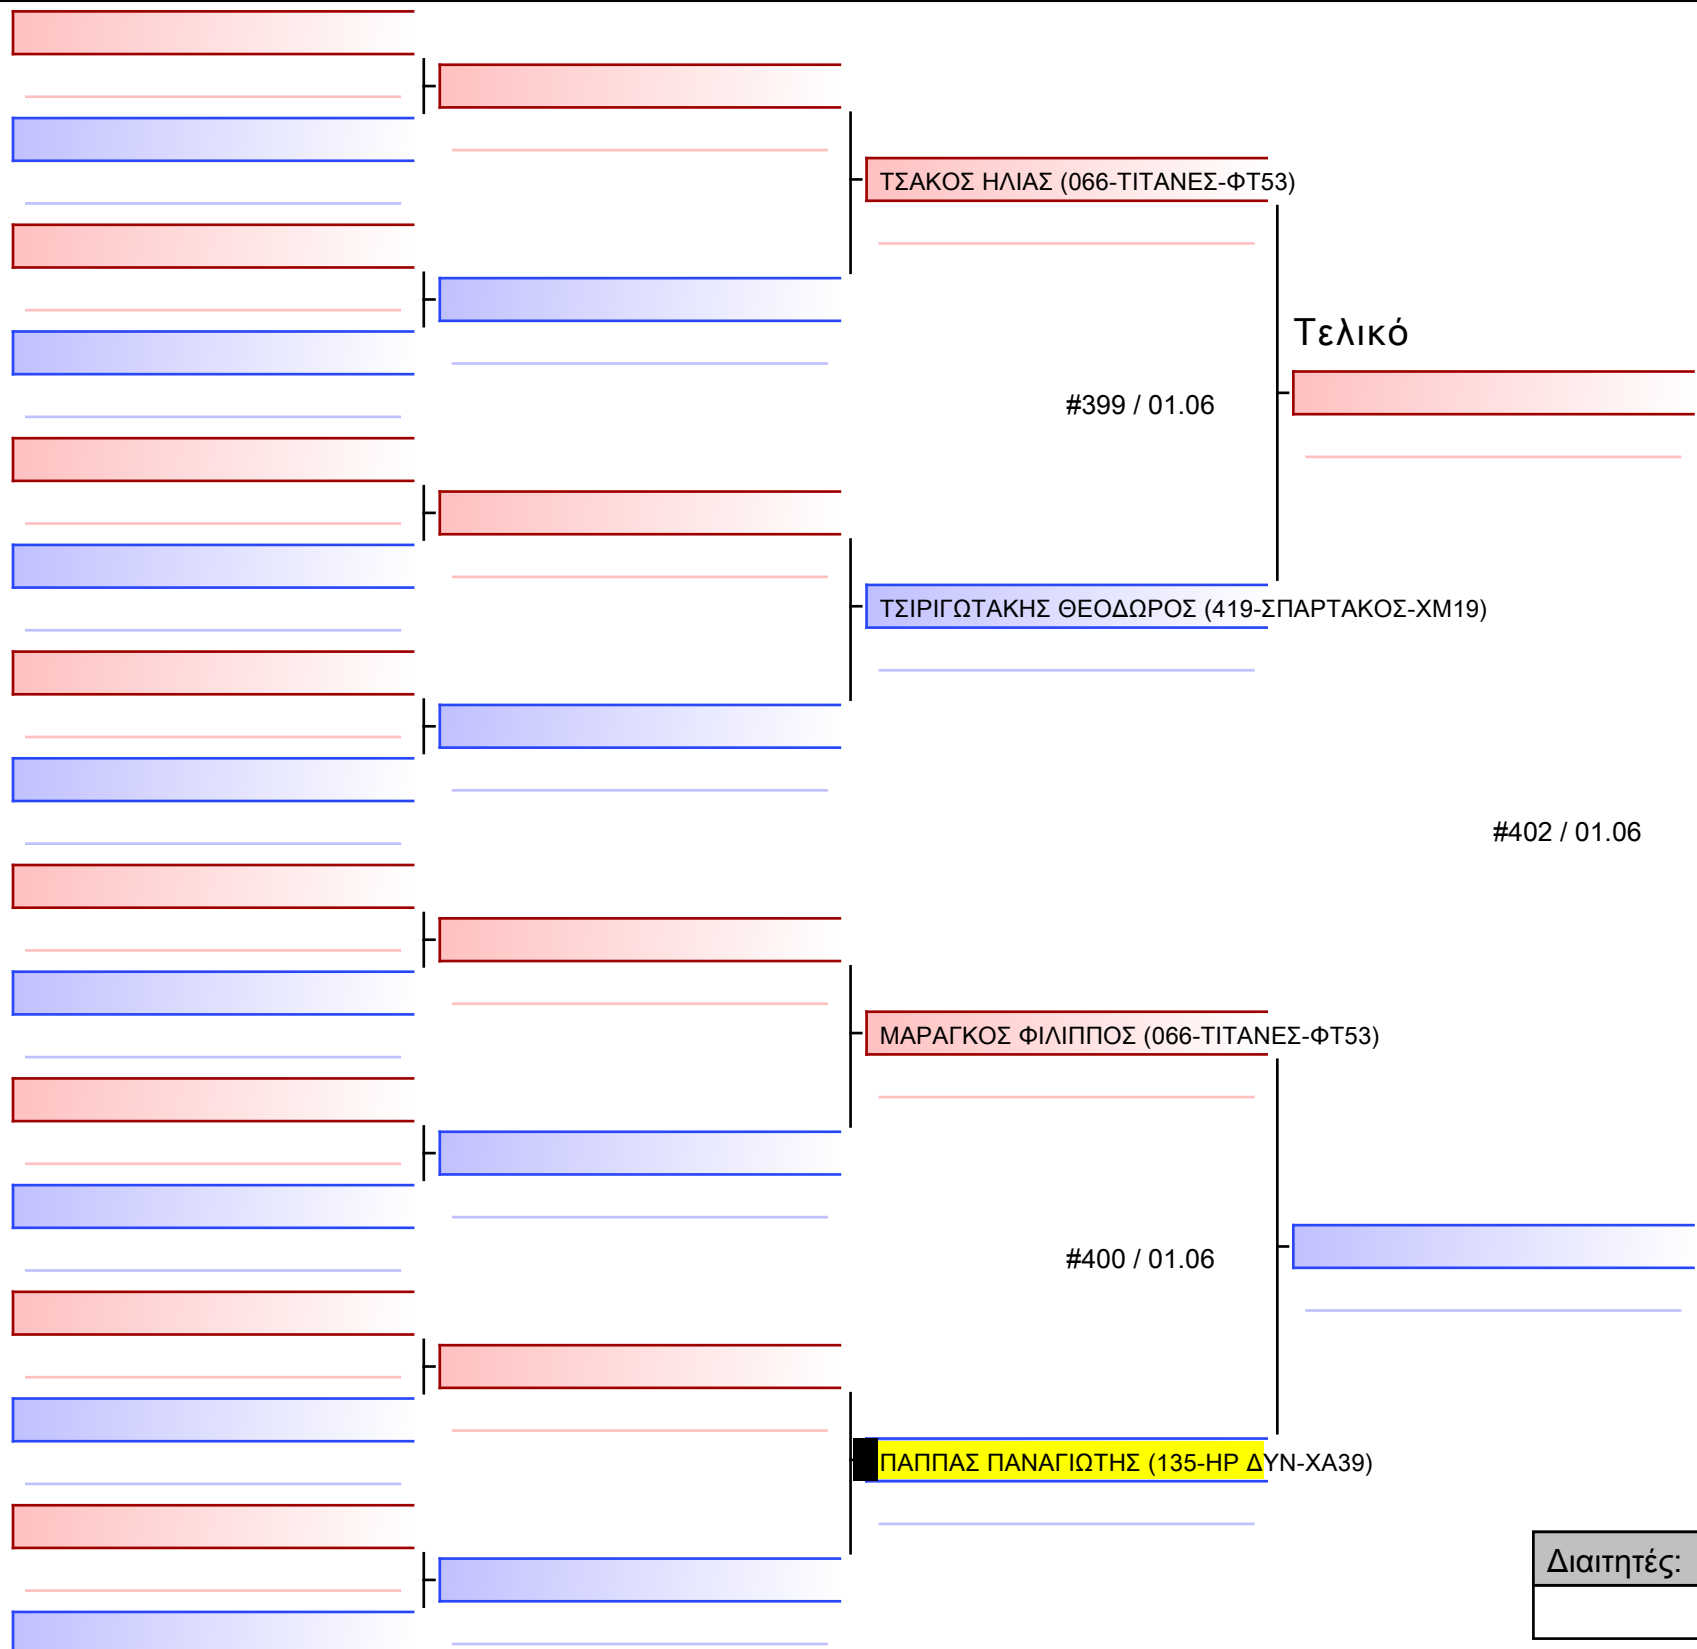 ΤΣΑΚΟΣ ΗΛΙΑΣ (066-ΤΙΤΑΝΕΣ-ΦΤ53)
Τελικό
#399 / 01.06
ΤΣΙΡΙΓΩΤΑΚΗΣ ΘΕΟΔΩΡΟΣ (419-ΣΠΑΡΤΑΚΟΣ-ΧΜ19)
#402 / 01.06
ΜΑΡΑΓΚΟΣ ΦΙΛΙΠΠΟΣ (066-ΤΙΤΑΝΕΣ-ΦΤ53)
#400 / 01.06
ΠΑΠΠΑΣ ΠΑΝΑΓΙΩΤΗΣ (135-ΗΡ ΔΥΝ-ΧΑ39)
Διαιτητές: